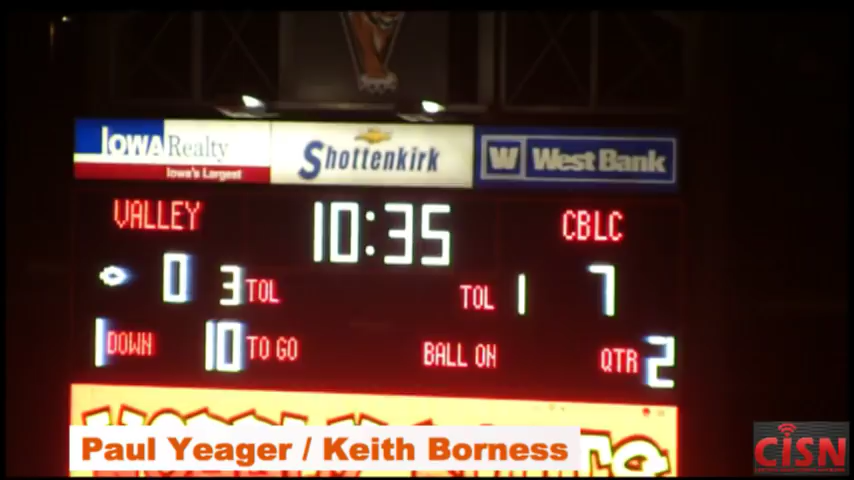 IOWA Realty
Iowa's Largest
Shottenkirk
W West Bank
VALLEY 10:35 CBLC
0 3 TOL TOL 1 7
1 DOWN 10 TO GO BALL ON QTR 2
Paul Yeager / Keith Borness
CISN